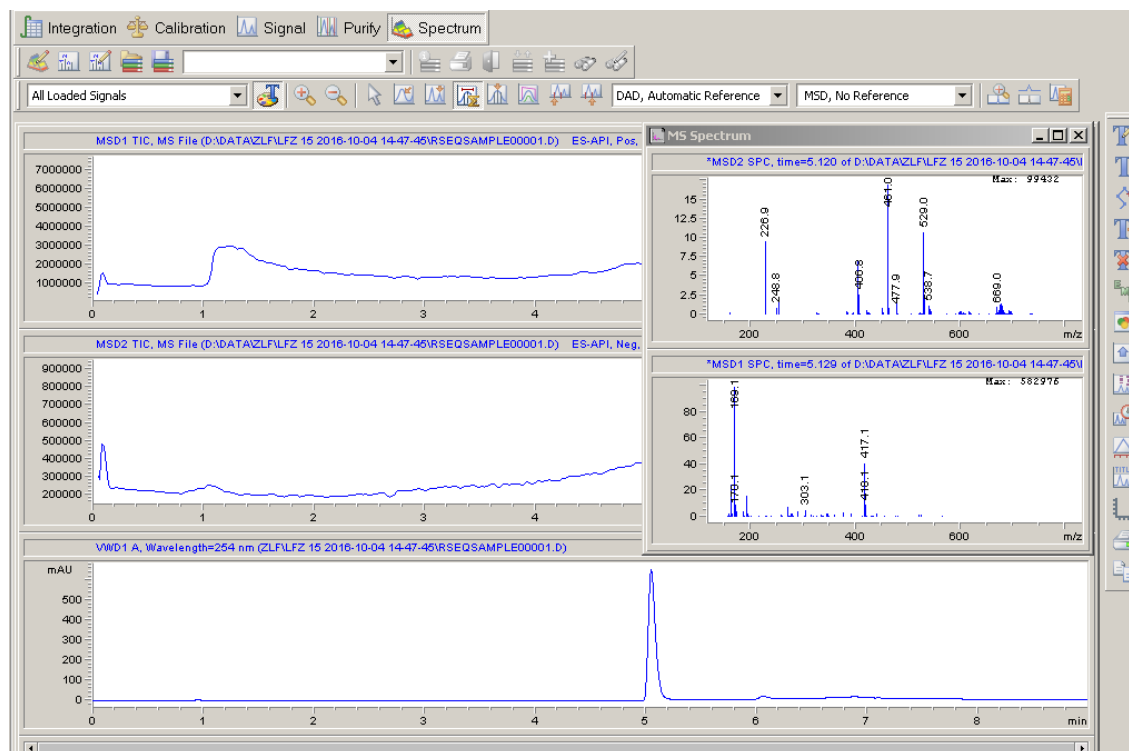 Integration Calibration Signal Purify Spectrum
All Loaded Signals DAD, Automatic Reference MSD, No Reference
MSD1 TIC, MS File (D:\DATA\ZLF\LFZ 15 2016-10-04 14-47-45\RSEQSAMPLE00001.D) ES-API, Pos,
7000000
6000000
5000000
4000000
3000000
2000000
1000000
0 1 2 3 4
MSD2 TIC, MS File (D:\DATA\ZLF\LFZ 15 2016-10-04 14-47-45\RSEQSAMPLE00001.D) ES-API, Neg,
900000
800000
700000
600000
500000
400000
300000
200000
0 1 2 3 4
MS Spectrum
*MSD2 SPC, time=5.120 of D:\DATA\ZLF\LFZ 15 2016-10-04 14-47-45\
Max: 99432
15
12.5
10
7.5
5
2.5
0
226.9
248.8
461.0
477.9
529.0
538.7
669.0
200 400 600 m/z
*MSD1 SPC, time=5.129 of D:\DATA\ZLF\LFZ 15 2016-10-04 14-47-45\
Max: 582976
80
60
40
20
0
169.1
170.1
303.1
417.1
200 400 600 m/z
VWD1 A, Wavelength=254 nm (ZLF\LFZ 15 2016-10-04 14-47-45\RSEQSAMPLE00001.D)
mAU
500
400
300
200
100
0
0 1 2 3 4 5 6 7 8 min